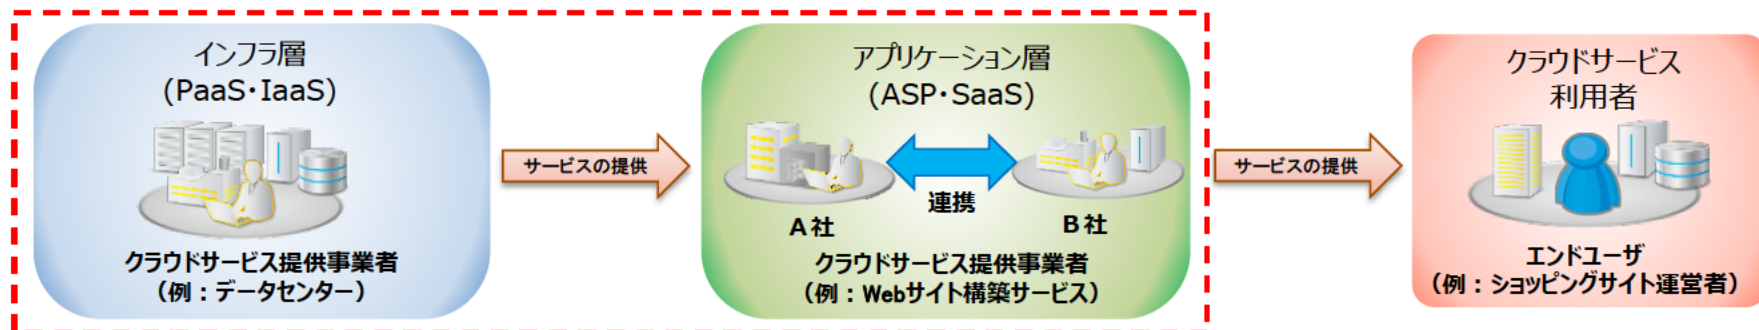 インフラ層
(PaaS・IaaS)
クラウドサービス提供事業者
（例：データセンター）
サービスの提供
アプリケーション層
(ASP・SaaS)
連携
A社
B社
クラウドサービス提供事業者
（例：Webサイト構築サービス）
サービスの提供
クラウドサービス
利用者
エンドユーザ
（例：ショッピングサイト運営者）